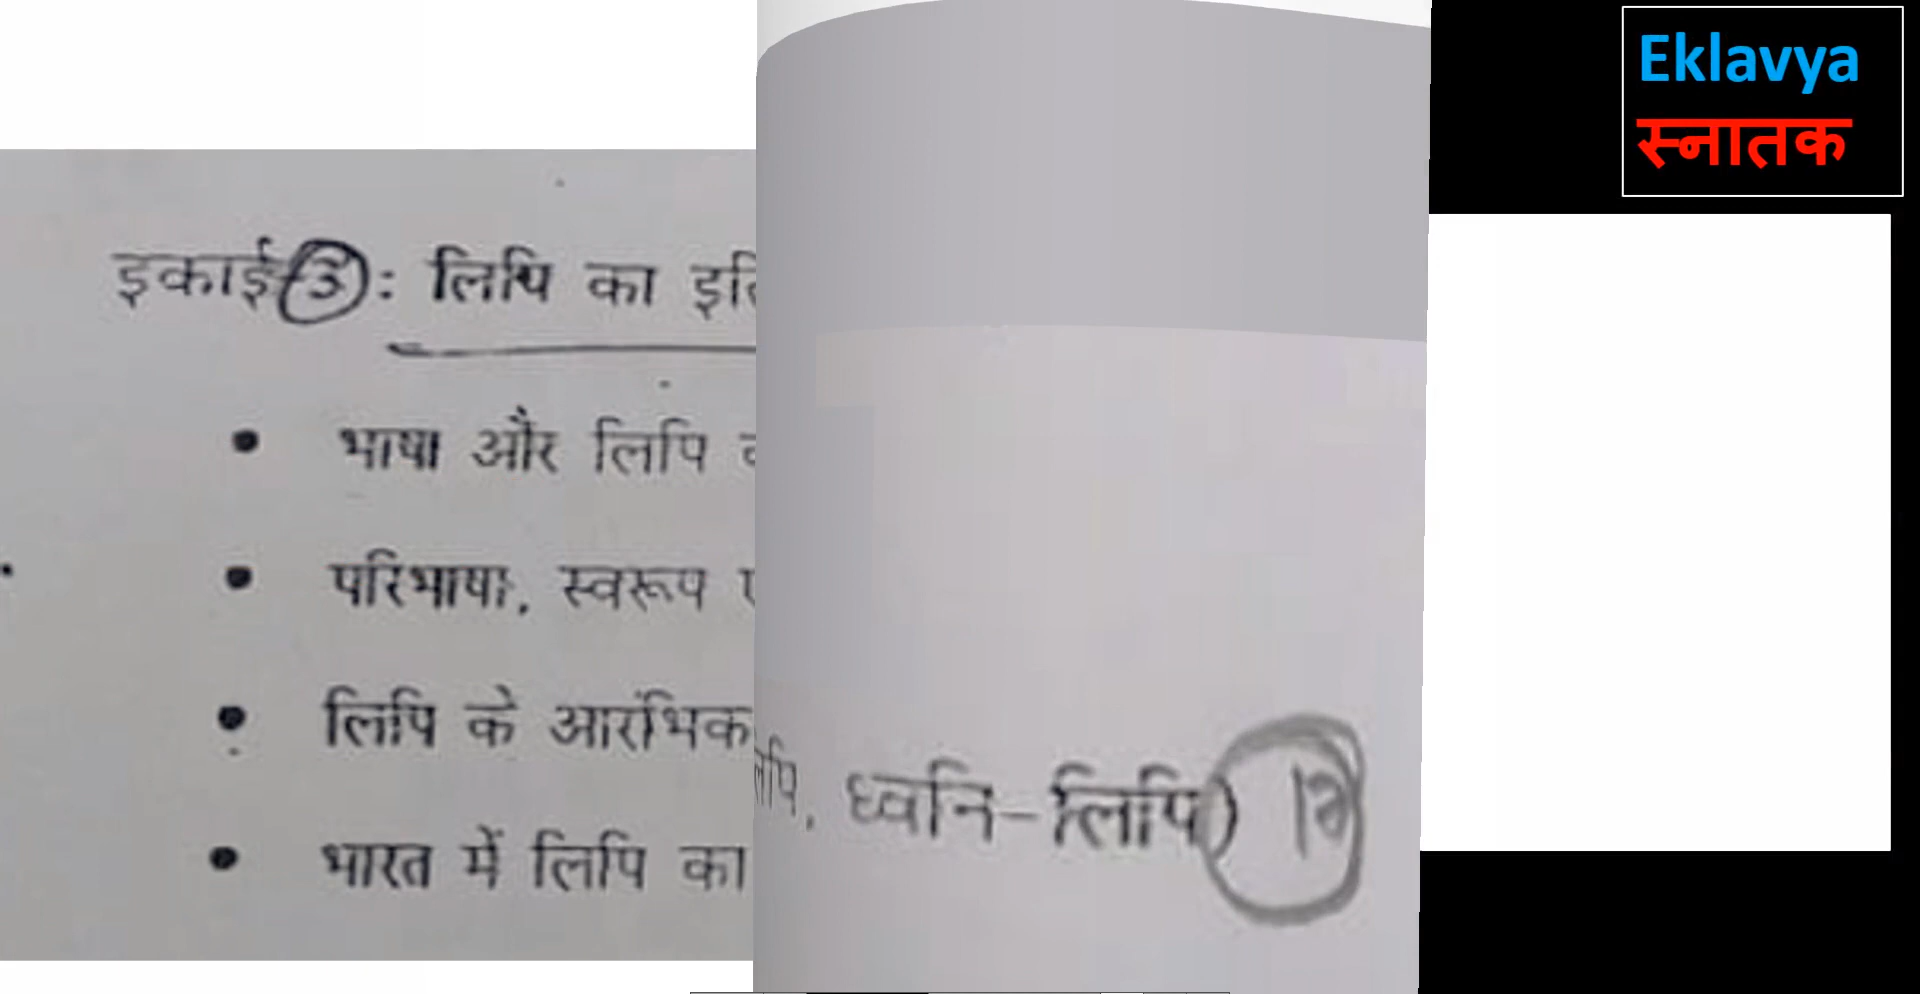 Eklavya
स्नातक
इकाई-3 : लिपि का
भाषा और लिपि
परिभाषा, स्वरूप
लिपि के आरंभिक
ध्वनि-लिपि)
भारत में लिपि का